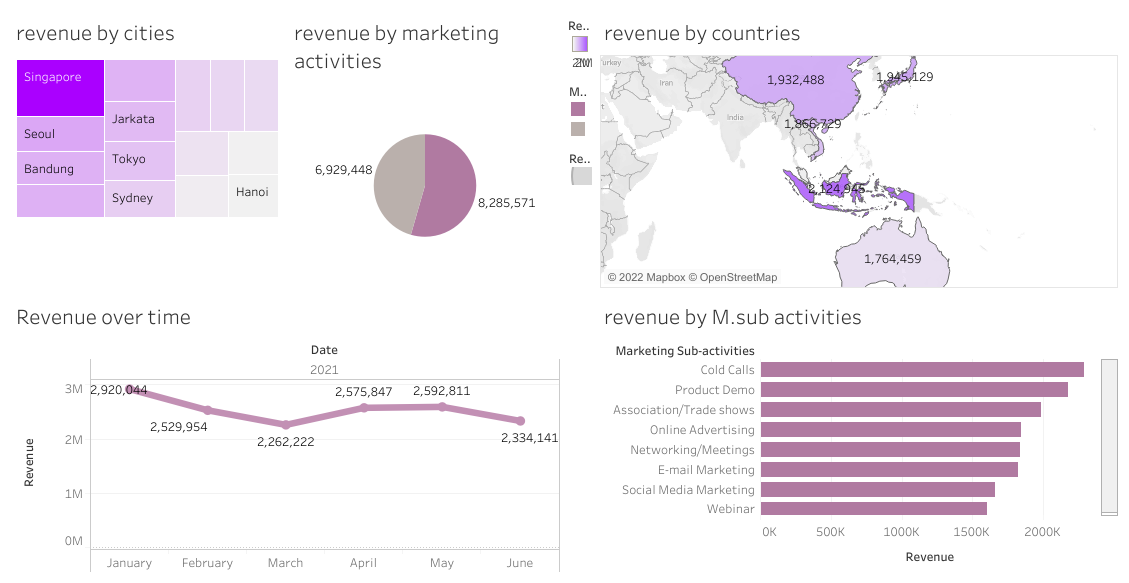 revenue by cities
Singapore
Seoul
Bandung
Jarkata
Tokyo
Sydney
Hanoi
revenue by marketing
activities
6,929,448
8,285,571
Re..
M..
Re..
revenue by countries
Iran
India
1,932,488
1,945,129
1,866,729
2,124,945
1,764,459
© 2022 Mapbox © OpenStreetMap
Revenue over time
Date
2021
Revenue
3M
2M
1M
0M
2,920,044
2,529,954
2,262,222
2,575,847
2,592,811
2,334,141
January
February
March
April
May
June
revenue by M.sub activities
Marketing Sub-activities
Cold Calls
Product Demo
Association/Trade shows
Online Advertising
Networking/Meetings
E-mail Marketing
Social Media Marketing
Webinar
0K
500K
1000K
1500K
2000K
Revenue